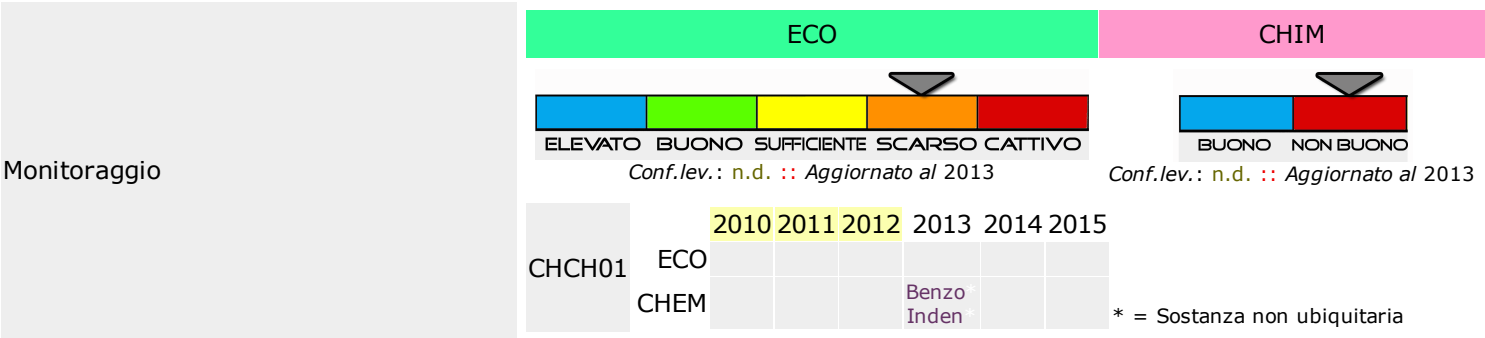 ECO CHIM
ELEVATO BUONO SUFFICIENTE SCARSO CATTIVO BUONO NON BUONO
Monitoraggio
Conf.lev.: n.d. :: Aggiornato al 2013 Conf.lev.: n.d. :: Aggiornato al 2013
2010 2011 2012 2013 2014 2015
CHCH01
ECO
CHEM
Benzo*
Inden*
* = Sostanza non ubiquitaria